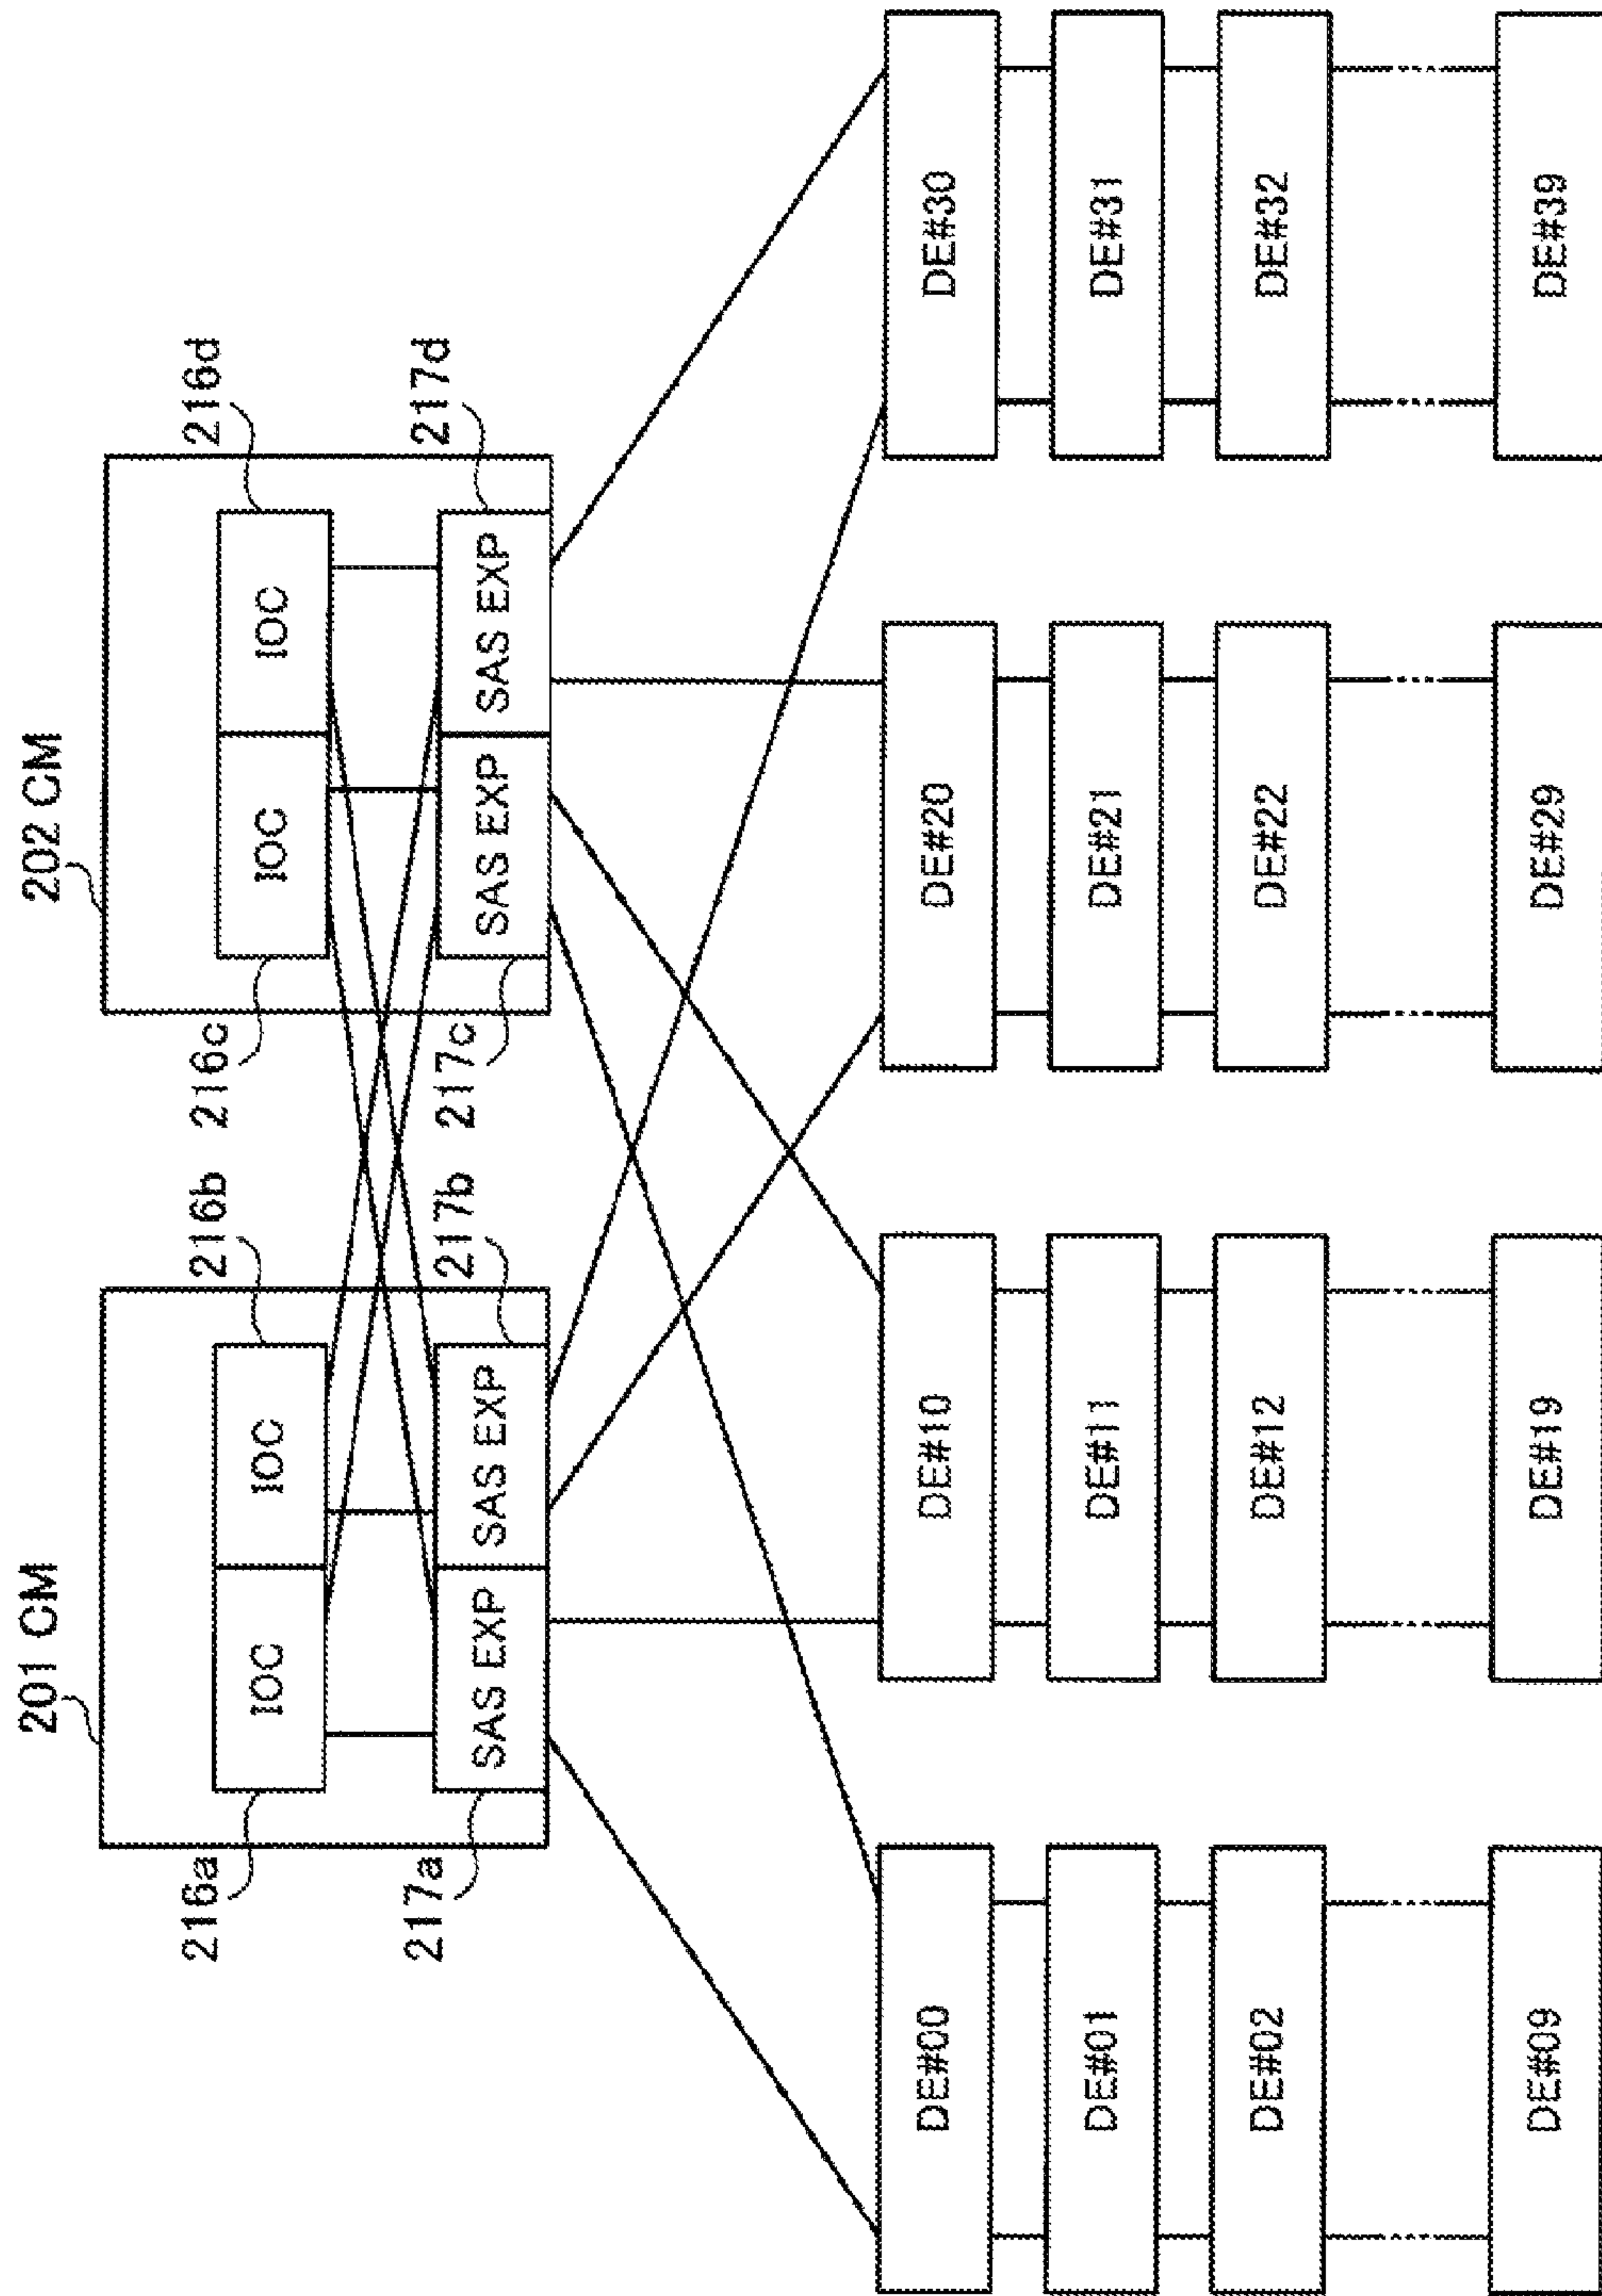 201 CM
202 CM
216a
IOC
IOC
216b
216c
IOC
IOC
216d
217a
SAS EXP
SAS EXP
217b
217c
SAS EXP
SAS EXP
217d
DE#00
DE#10
DE#20
DE#30
DE#01
DE#11
DE#21
DE#31
DE#02
DE#12
DE#22
DE#32
DE#09
DE#19
DE#29
DE#39